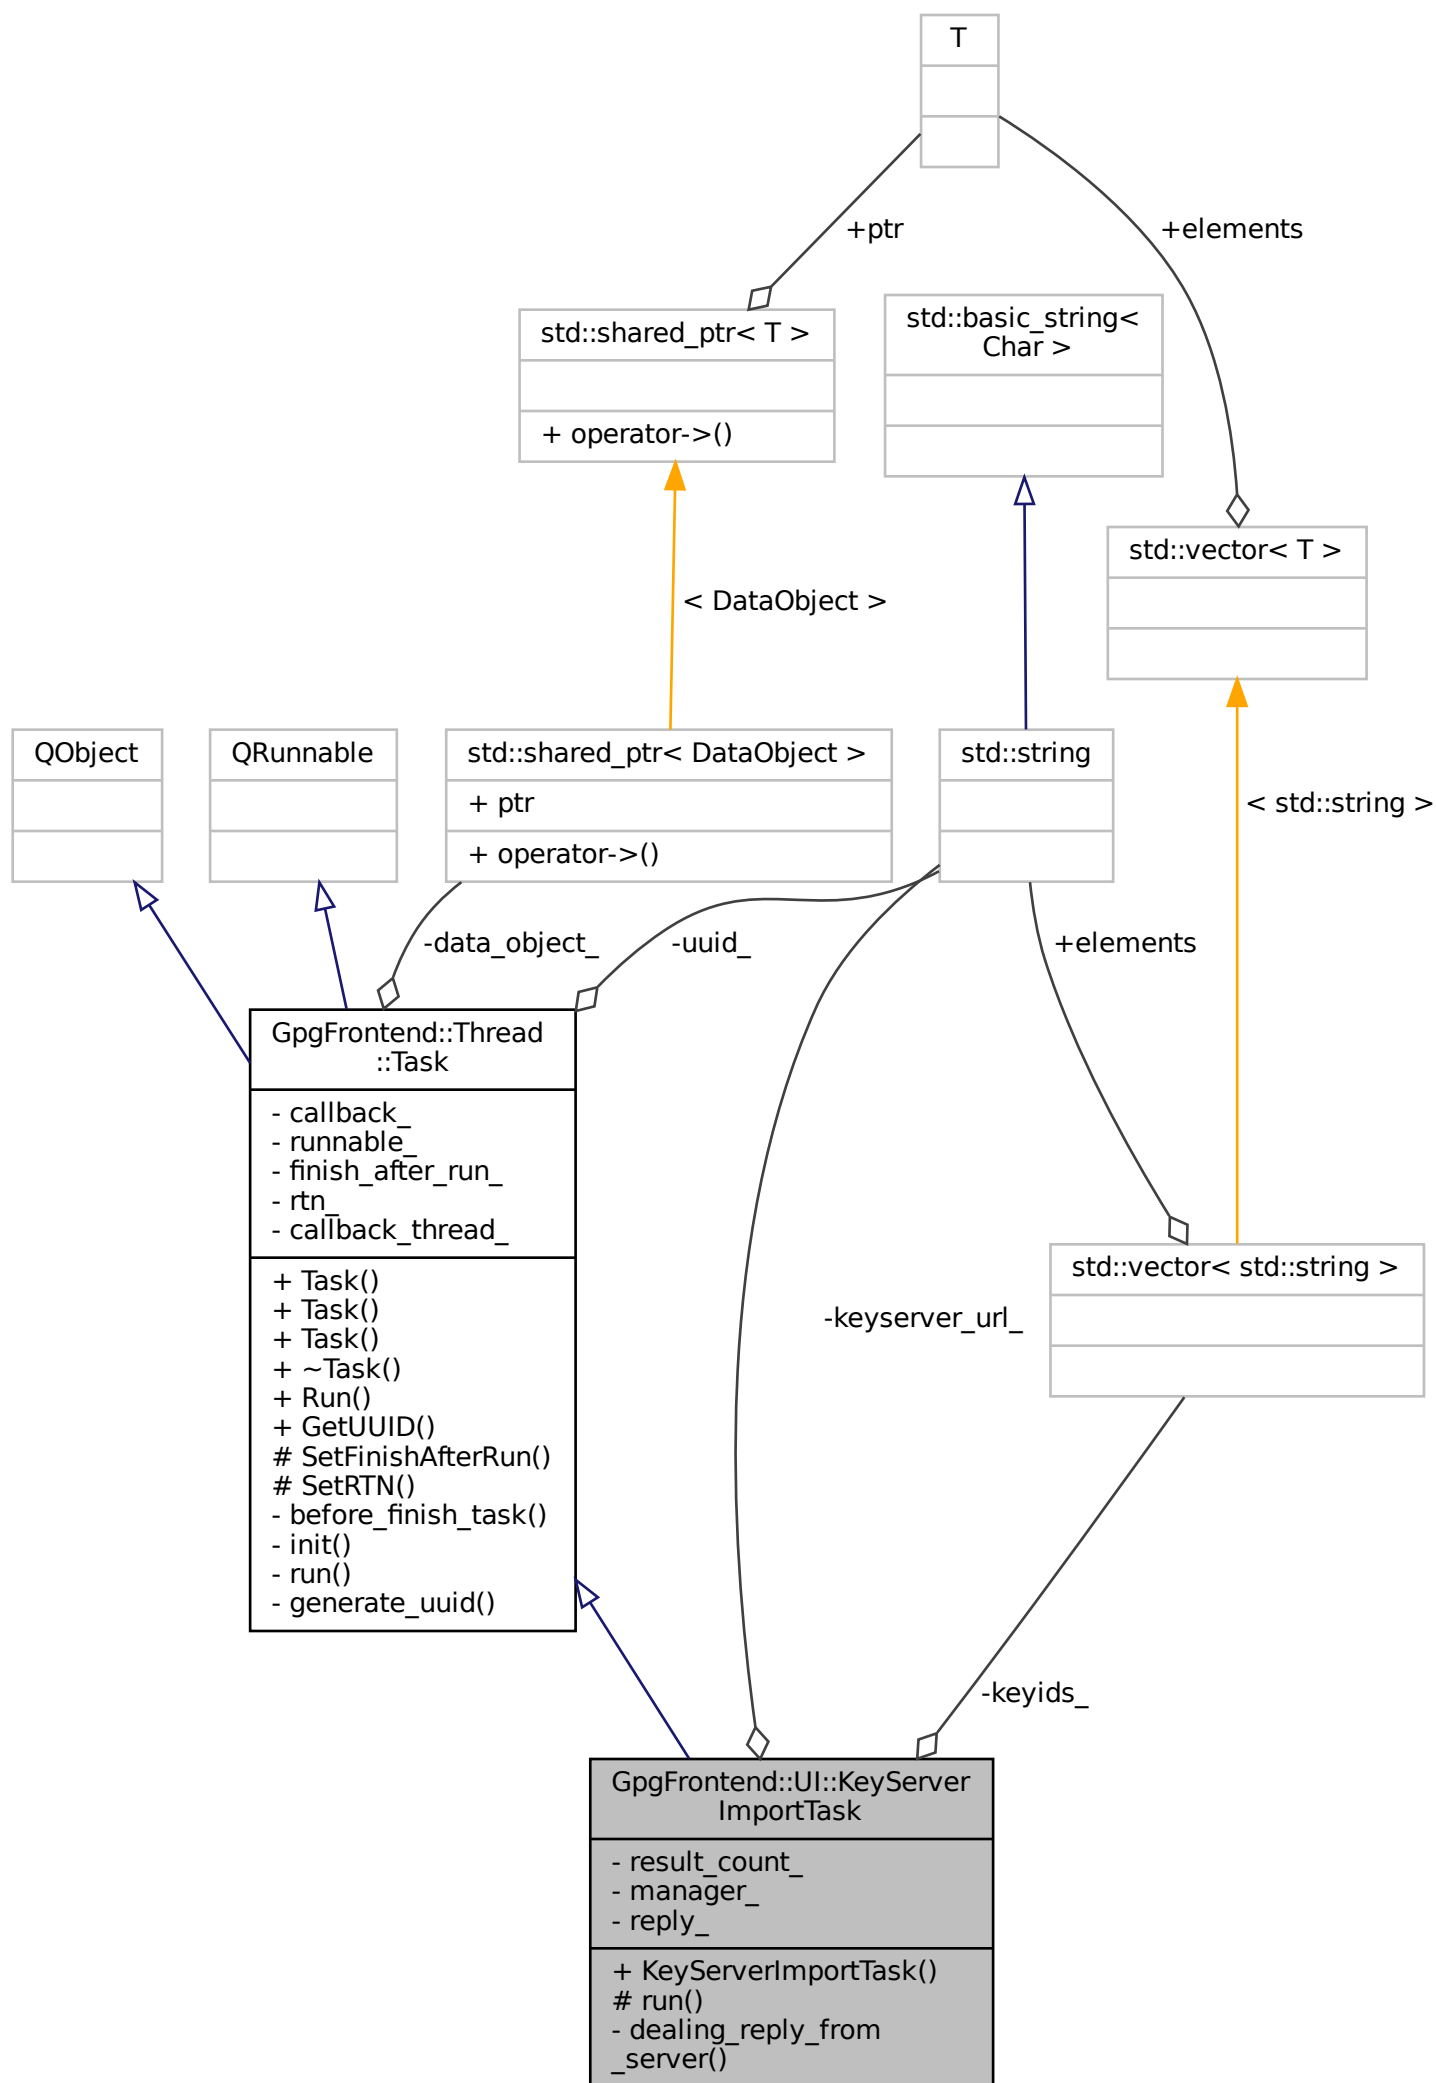 T
+ptr
+elements
std::shared_ptr< T >
+ operator->()
std::basic_string<
Char >
std::vector< T >
< DataObject >
QObject
QRunnable
std::shared_ptr< DataObject >
+ ptr
+ operator->()
std::string
< std::string >
-data_object_
-uuid_
+elements
GpgFrontend::Thread
::Task
- callback_
- runnable_
- finish_after_run_
- rtn_
- callback_thread_
+ Task()
+ Task()
+ Task()
+ ~Task()
+ Run()
+ GetUUID()
# SetFinishAfterRun()
# SetRTN()
- before_finish_task()
- init()
- run()
- generate_uuid()
-keyserver_url_
std::vector< std::string >
-keyids_
GpgFrontend::UI::KeyServer
ImportTask
- result_count_
- manager_
- reply_
+ KeyServerImportTask()
# run()
- dealing_reply_from
_server()